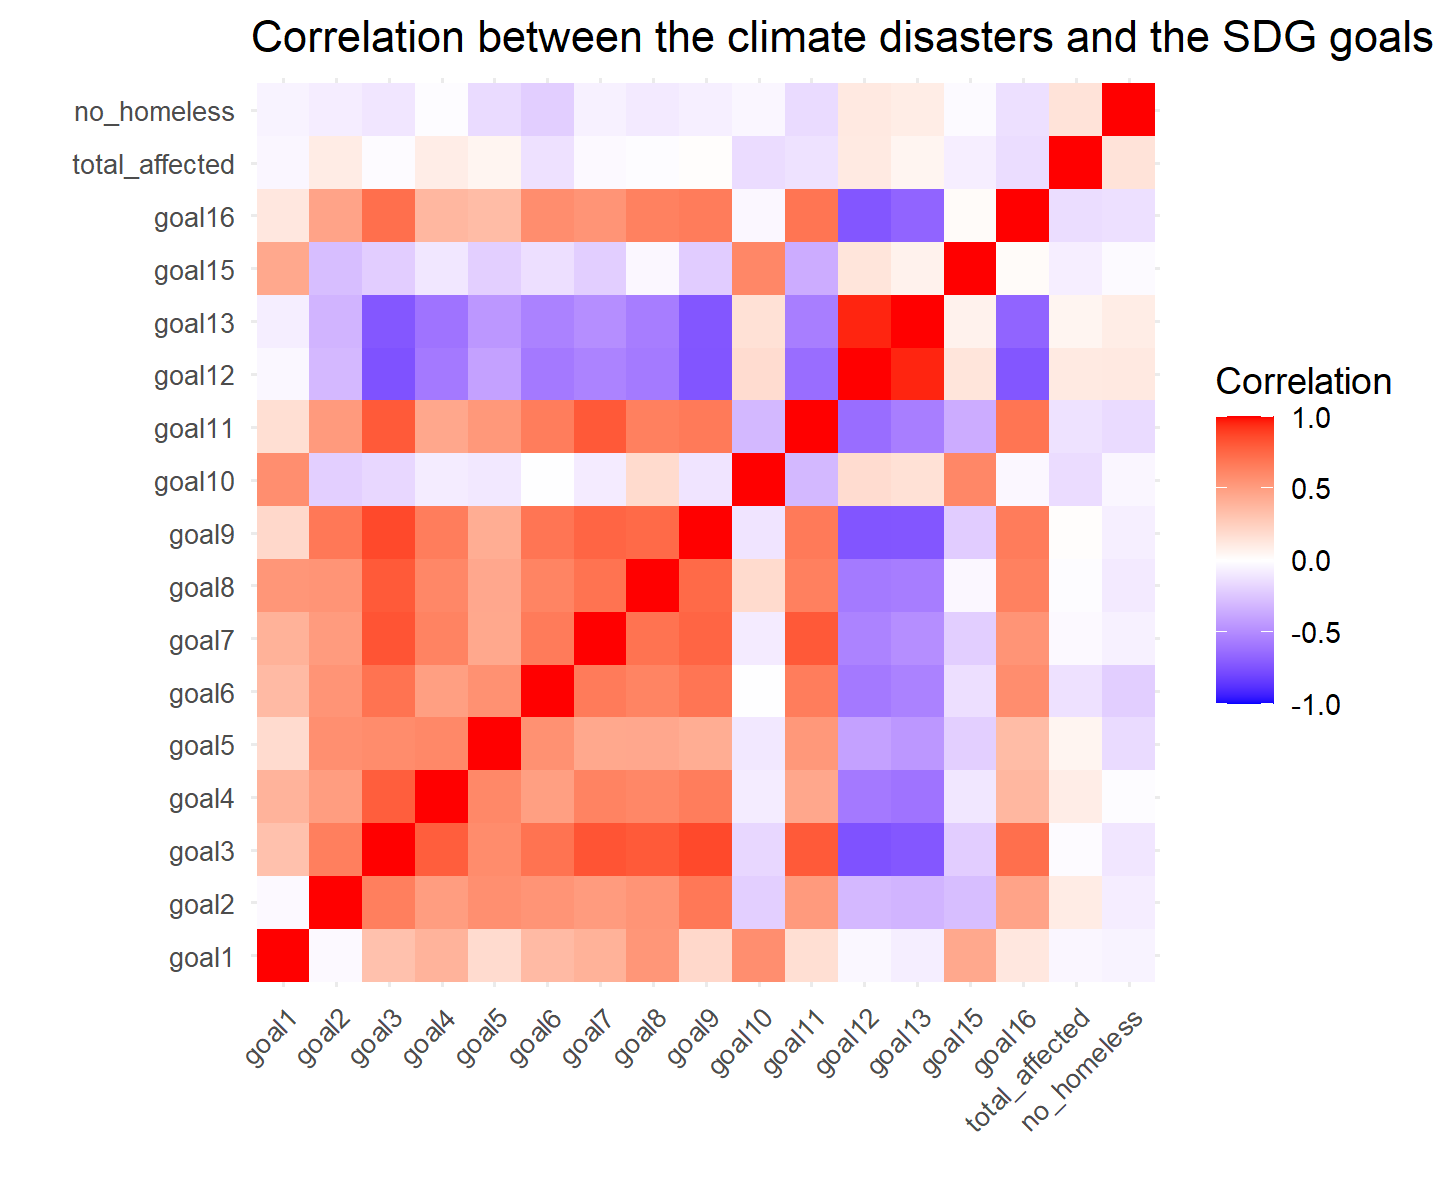 Correlation between the climate disasters and the SDG goals
no_homeless
total_affected
goal16
goal15
goal13
goal12
goal11
goal10
goal9
goal8
goal7
goal6
goal5
goal4
goal3
goal2
goal1
goal1
goal2
goal3
goal4
goal5
goal6
goal7
goal8
goal9
goal10
goal11
goal12
goal13
goal15
goal16
total_affected
no_homeless
Correlation
1.0
0.5
0.0
-0.5
-1.0